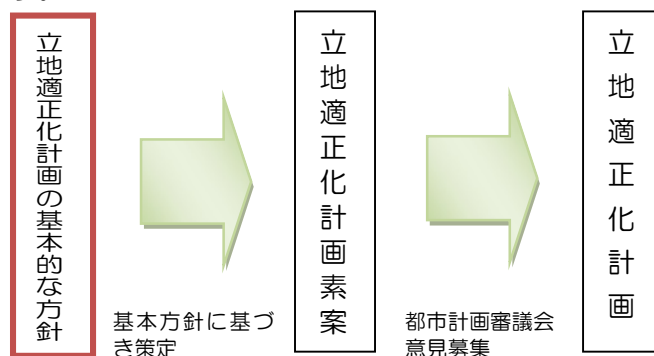 立地適正化計画の基本的な方針
基本方針に基づ
き策定
立地適正化計画素案
都市計画審議会
意見募集
立地適正化計画